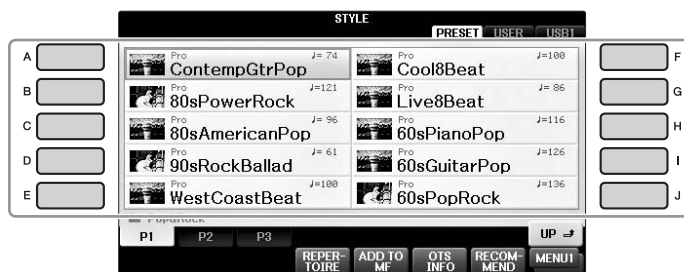 STYLE
PRESET USER USB1
A Pro ♩= 74 ContempGtrPop Pro ♩=100 Cool8Beat F
B Pro ♩=121 80sPowerRock Pro ♩= 86 Live8Beat G
C Pro ♩= 96 80sAmericanPop Pro ♩=116 60sPianoPop H
D Pro ♩= 61 90sRockBallad Pro ♩=126 60sGuitarPop I
E Pro ♩=100 WestCoastBeat Pro ♩=136 60sPopRock J
PopGRock
P1 P2 P3 UP
REPER-TOIRE ADD TO MF OTS INFO RECOM-MEND MENU1